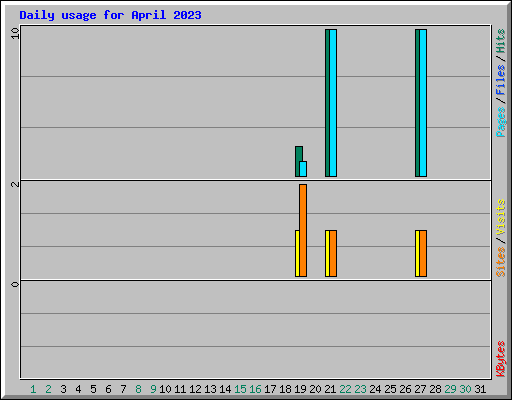 Daily usage for April 2023
10
2
0
Pages / Files / Hits
Sites / Visits
KBytes
1 2 3 4 5 6 7 8 9 10 11 12 13 14 15 16 17 18 19 20 21 22 23 24 25 26 27 28 29 30 31